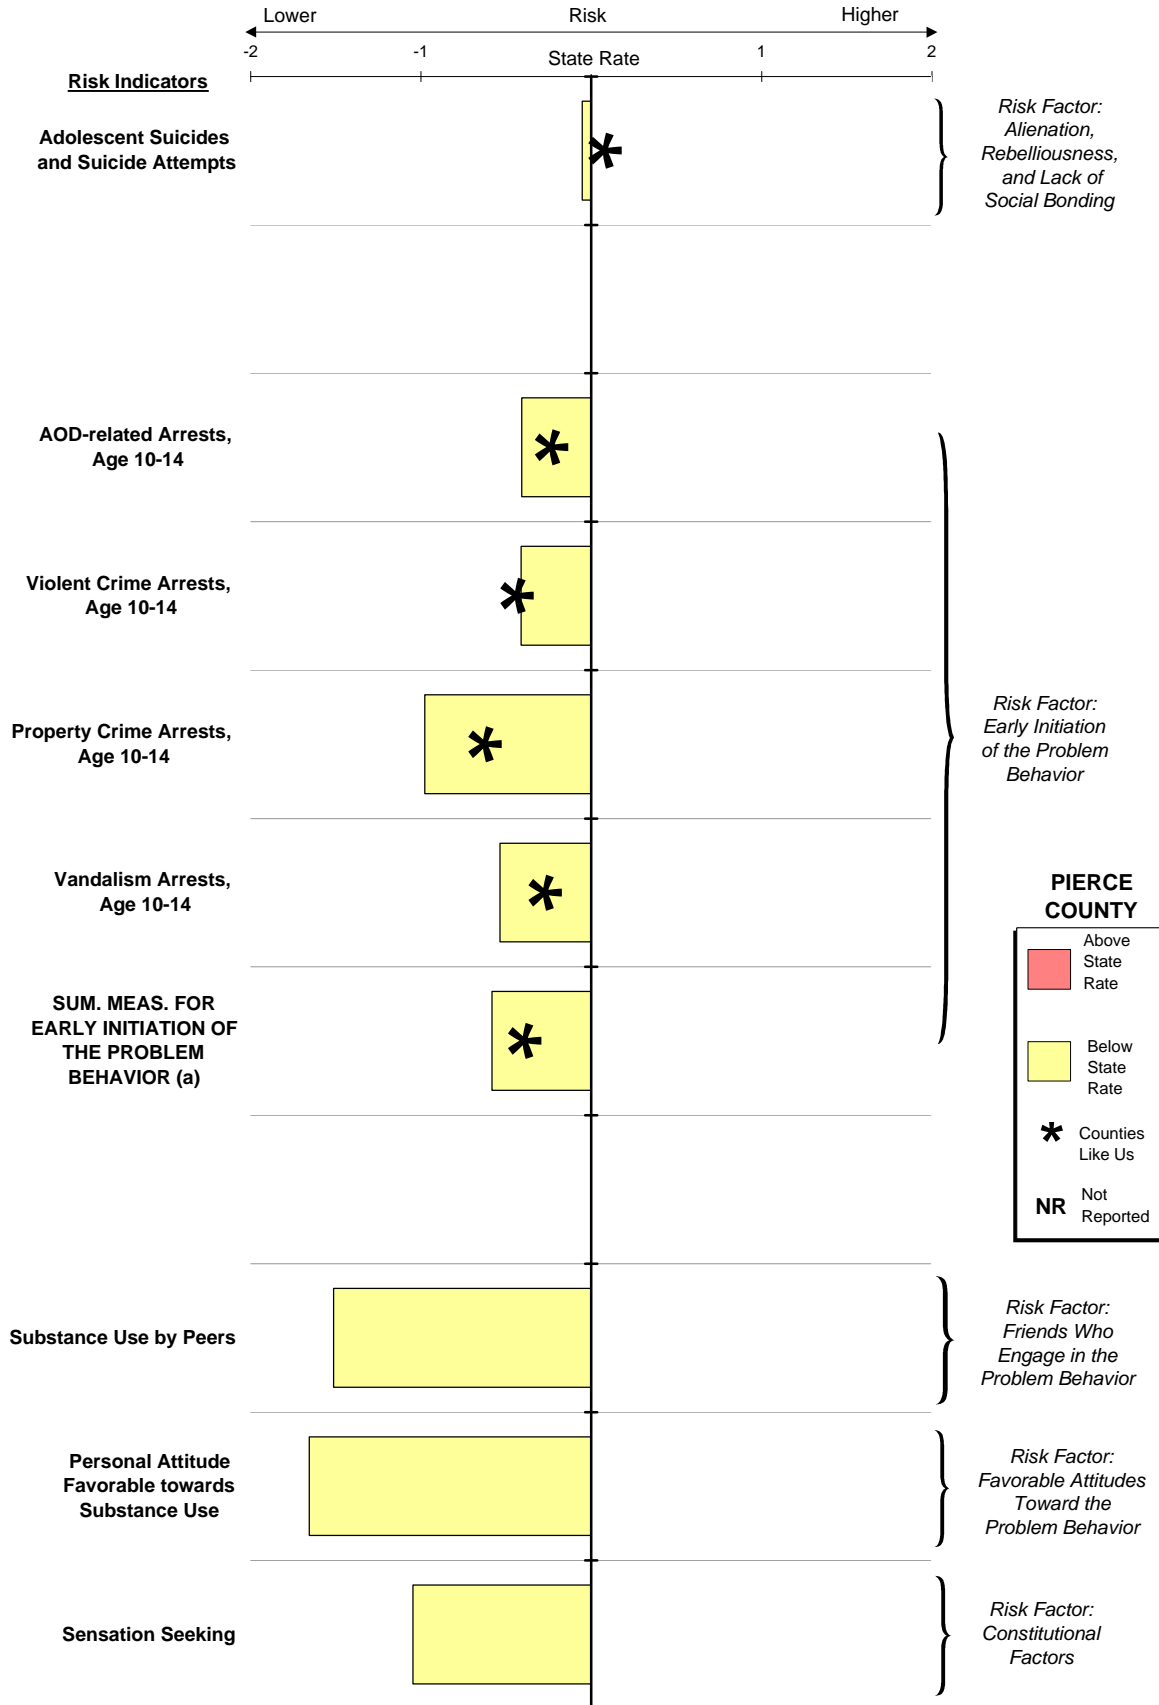 Lower Risk Higher
-2 -1 State Rate 1 2
Risk Indicators
Adolescent Suicides
and Suicide Attempts
*
Risk Factor:
Alienation,
Rebelliousness,
and Lack of
Social Bonding
AOD-related Arrests,
Age 10-14
*
Violent Crime Arrests,
Age 10-14
*
Property Crime Arrests,
Age 10-14
*
Vandalism Arrests,
Age 10-14
*
SUM. MEAS. FOR
EARLY INITIATION OF
THE PROBLEM
BEHAVIOR (a)
*
Risk Factor:
Early Initiation
of the Problem
Behavior
PIERCE
COUNTY
Above
State
Rate
Below
State
Rate
* Counties
Like Us
NR Not
Reported
Substance Use by Peers
Risk Factor:
Friends Who
Engage in the
Problem Behavior
Personal Attitude
Favorable towards
Substance Use
Risk Factor:
Favorable Attitudes
Toward the
Problem Behavior
Sensation Seeking
Risk Factor:
Constitutional
Factors